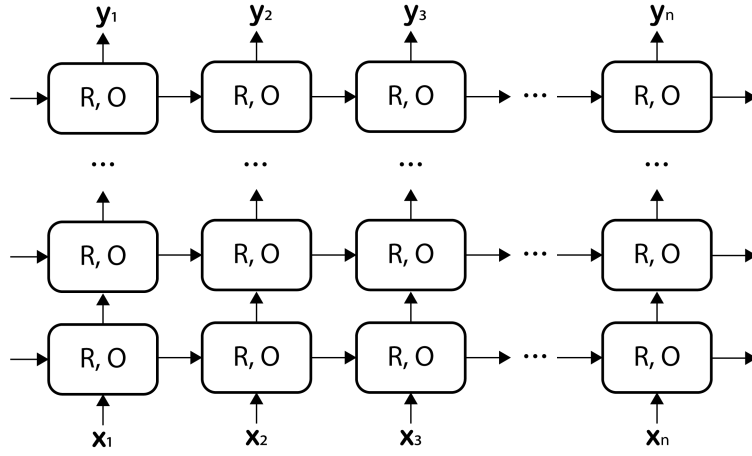 y₁ y₂ y₃ yₙ
R, O R, O R, O ... R, O
... ... ... ...
R, O R, O R, O ... R, O
R, O R, O R, O ... R, O
x₁ x₂ x₃ xₙ